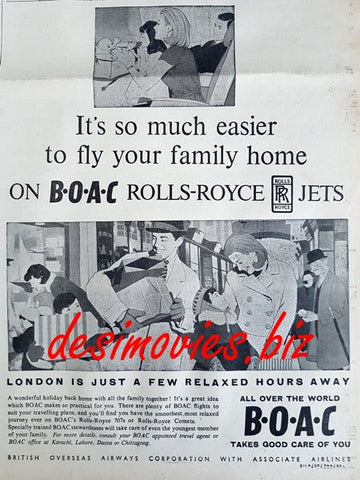 It's so much easier
to fly your family home
ON B·O·A·C ROLLS-ROYCE ROLLS RR ROYCE JETS
desimovies.biz
LONDON IS JUST A FEW RELAXED HOURS AWAY
A wonderful holiday back home with all the family together! It's a great idea
which BOAC makes so practical for you. There are plenty of BOAC flights to
suit your travelling plans, and you'll find you have the smoothest, most relaxed
journey ever on BOAC's Rolls-Royce 707s or Rolls-Royce Comets.
Specially trained BOAC stewardesses will take care of even the youngest member
of your family. For more details, consult your BOAC appointed travel agent or
BOAC office at Karachi, Lahore, Dacca or Chittagong.
ALL OVER THE WORLD
B·O·A·C
TAKES GOOD CARE OF YOU
BRITISH OVERSEAS AIRWAYS CORPORATION WITH ASSOCIATE AIRLINES